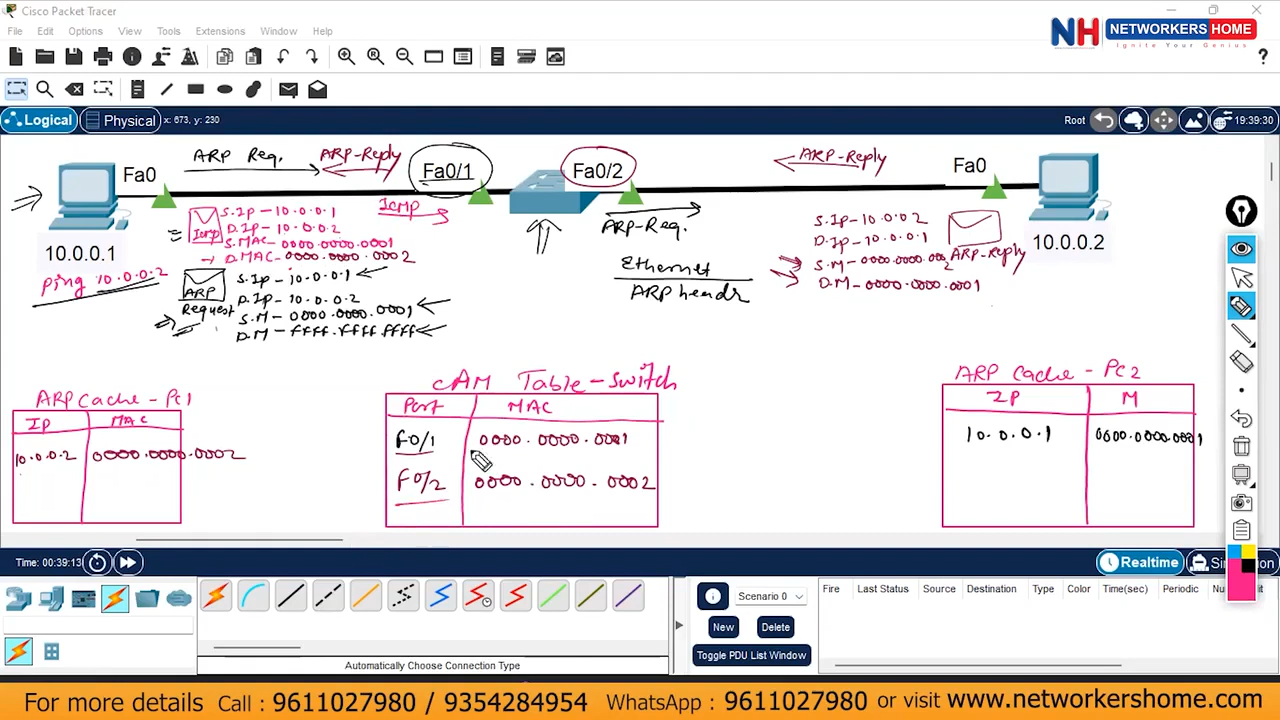 Cisco Packet Tracer
File Edit Options View Tools Extensions Window Help
NH NETWORKERS HOME
Ignite Your Genius
Logical Physical x: 673, y: 230 Root 19:39:30
Fa0 ARP Req. ARP-Reply Fa0/1 Fa0/2 ARP-Reply Fa0
10.0.0.1
Ping 10.0.0.2
Icmp
S.Ip - 10.0.0.1
D.Ip - 10.0.0.2
S.MAC - 0000.0000.0001
D.MAC - 0000.0000.0002
ICMP
ARP
Request
S.Ip - 10.0.0.1
D.Ip - 10.0.0.2
S.M - 0000.0000.0001
D.M - ffff.ffff.ffff
ARP-Req.
Ethernet
ARP headr
S.Ip - 10.0.0.2
D.Ip - 10.0.0.1
S.M - 0000.0000.0002
D.M - 0000.0000.0001
ARP-Reply
10.0.0.2
ARP Cache - PC1
IP MAC
10.0.0.2 0000.0000.0002
CAM Table - Switch
Port MAC
F0/1 0000.0000.0001
F0/2 0000.0000.0002
ARP Cache - PC2
IP M
10.0.0.1 0000.0000.0001
Time: 00:39:13 Realtime
Scenario 0
New Delete
Toggle PDU List Window
Fire Last Status Source Destination Type Color Time(sec) Periodic
Automatically Choose Connection Type
For more details Call : 9611027980 / 9354284954 WhatsApp : 9611027980 or visit www.networkershome.com